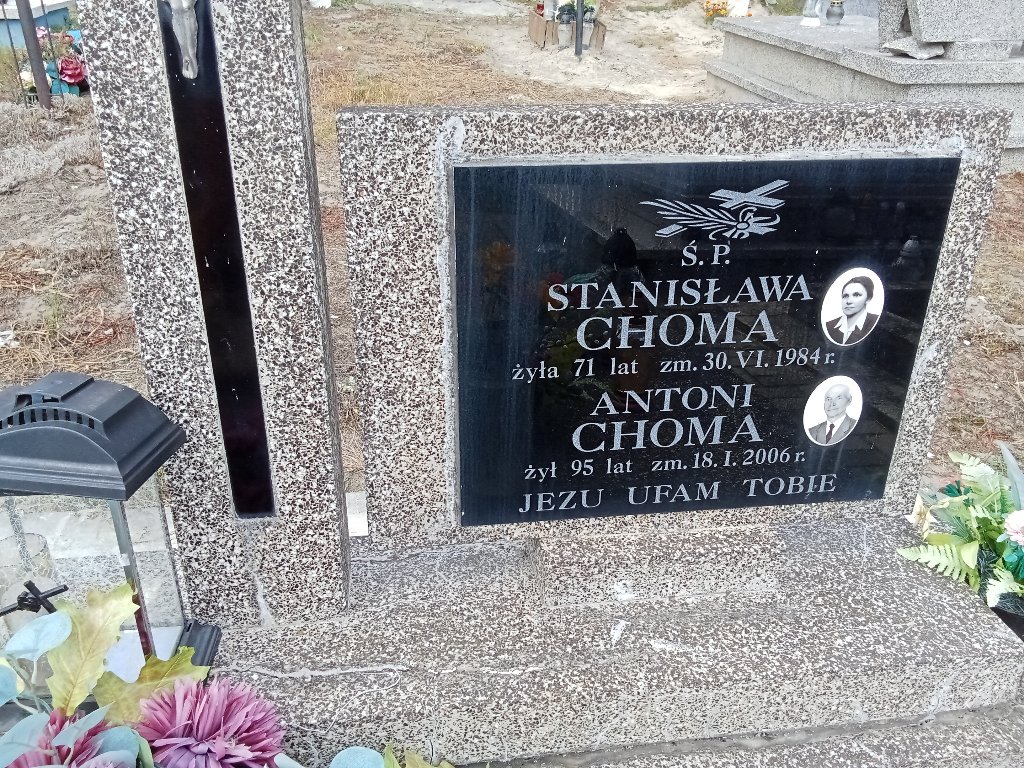 Ś. P.
STANISŁAWA
CHOMA
żyła 71 lat zm. 30. VI. 1984 r.
ANTONI
CHOMA
żył 95 lat zm. 18. I. 2006 r.
JEZU UFAM TOBIE